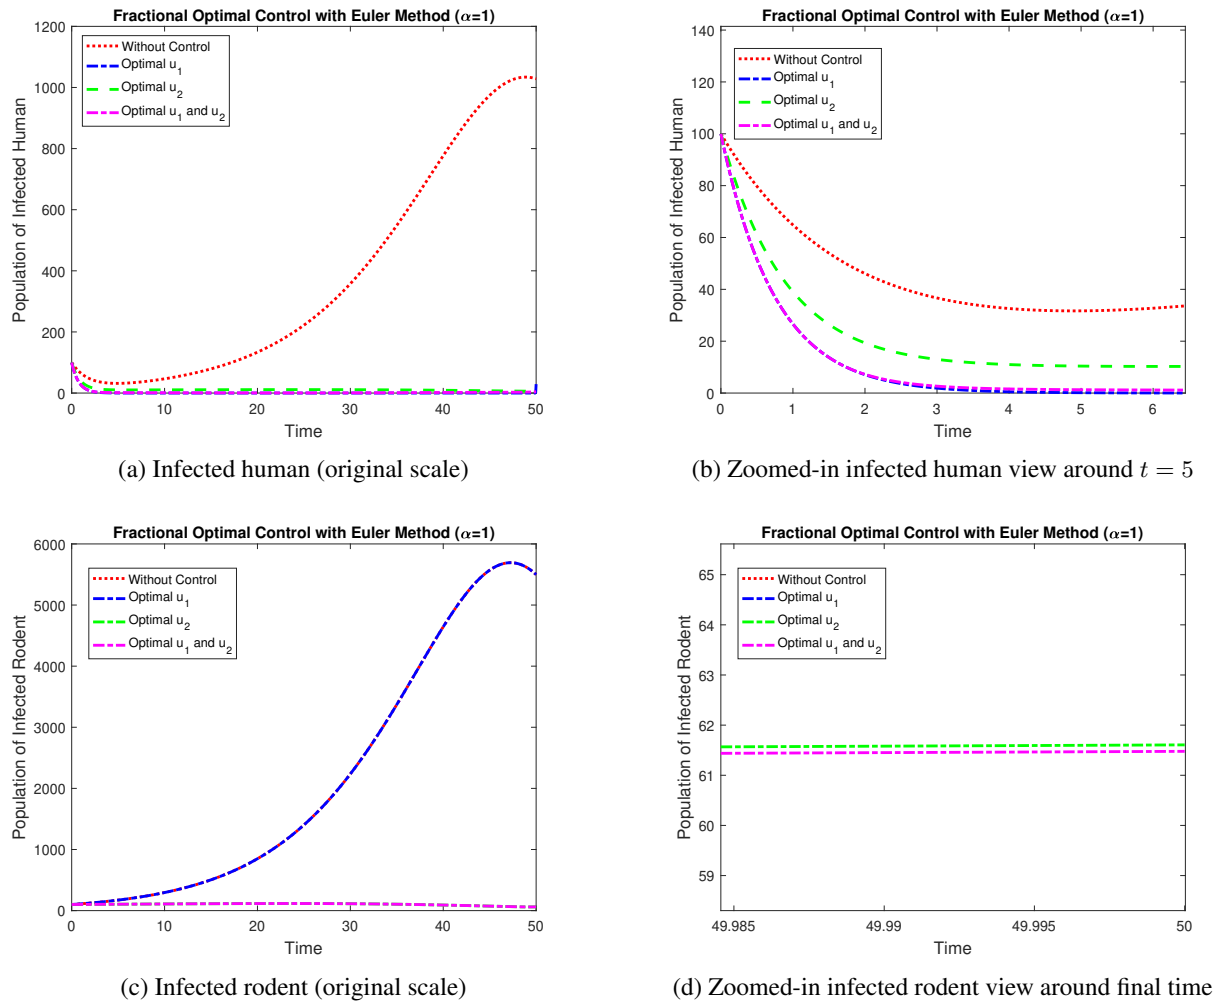 Fractional Optimal Control with Euler Method (α=1)
1200
1000
800
600
400
200
0
Population of Infected Human
Without Control
Optimal u1
Optimal u2
Optimal u1 and u2
0 10 20 30 40 50
Time
(a) Infected human (original scale)
Fractional Optimal Control with Euler Method (α=1)
140
120
100
80
60
40
20
0
Population of Infected Human
Without Control
Optimal u1
Optimal u2
Optimal u1 and u2
0 1 2 3 4 5 6
Time
(b) Zoomed-in infected human view around t = 5
Fractional Optimal Control with Euler Method (α=1)
6000
5000
4000
3000
2000
1000
0
Population of Infected Rodent
Without Control
Optimal u1
Optimal u2
Optimal u1 and u2
0 10 20 30 40 50
Time
(c) Infected rodent (original scale)
Fractional Optimal Control with Euler Method (α=1)
65
64
63
62
61
60
59
Population of Infected Rodent
Without Control
Optimal u1
Optimal u2
Optimal u1 and u2
49.985 49.99 49.995 50
Time
(d) Zoomed-in infected rodent view around final time